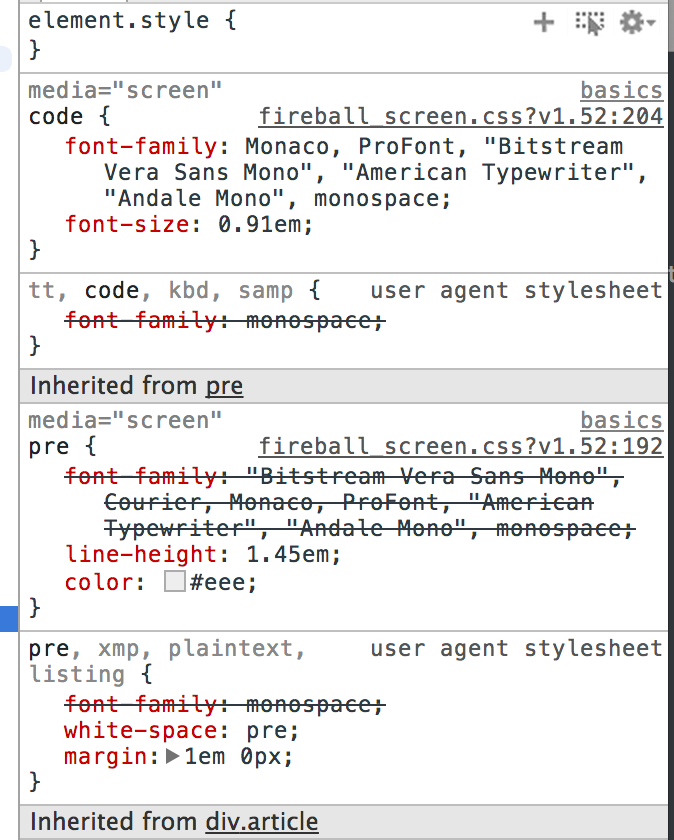 element.style {
}
media="screen" basics
code { fireball_screen.css?v1.52:204
font-family: Monaco, ProFont, "Bitstream
Vera Sans Mono", "American Typewriter",
"Andale Mono", monospace;
font-size: 0.91em;
}
tt, code, kbd, samp { user agent stylesheet
font-family: monospace;
}
Inherited from pre
media="screen" basics
pre { fireball_screen.css?v1.52:192
font-family: "Bitstream Vera Sans Mono",
Courier, Monaco, ProFont, "American
Typewriter", "Andale Mono", monospace;
line-height: 1.45em;
color: #eee;
}
pre, xmp, plaintext, user agent stylesheet
listing {
font-family: monospace;
white-space: pre;
margin: 1em 0px;
}
Inherited from div.article